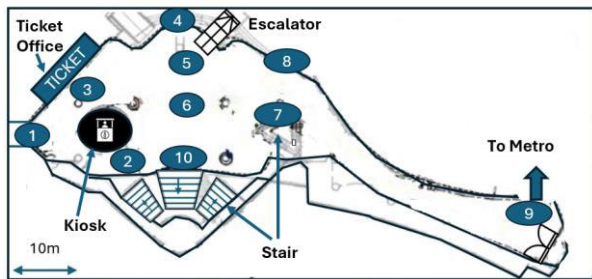 4
Escalator
Ticket
Office
TICKET
5
8
3
6
7
1
To Metro
2
10
9
Kiosk
Stair
10m